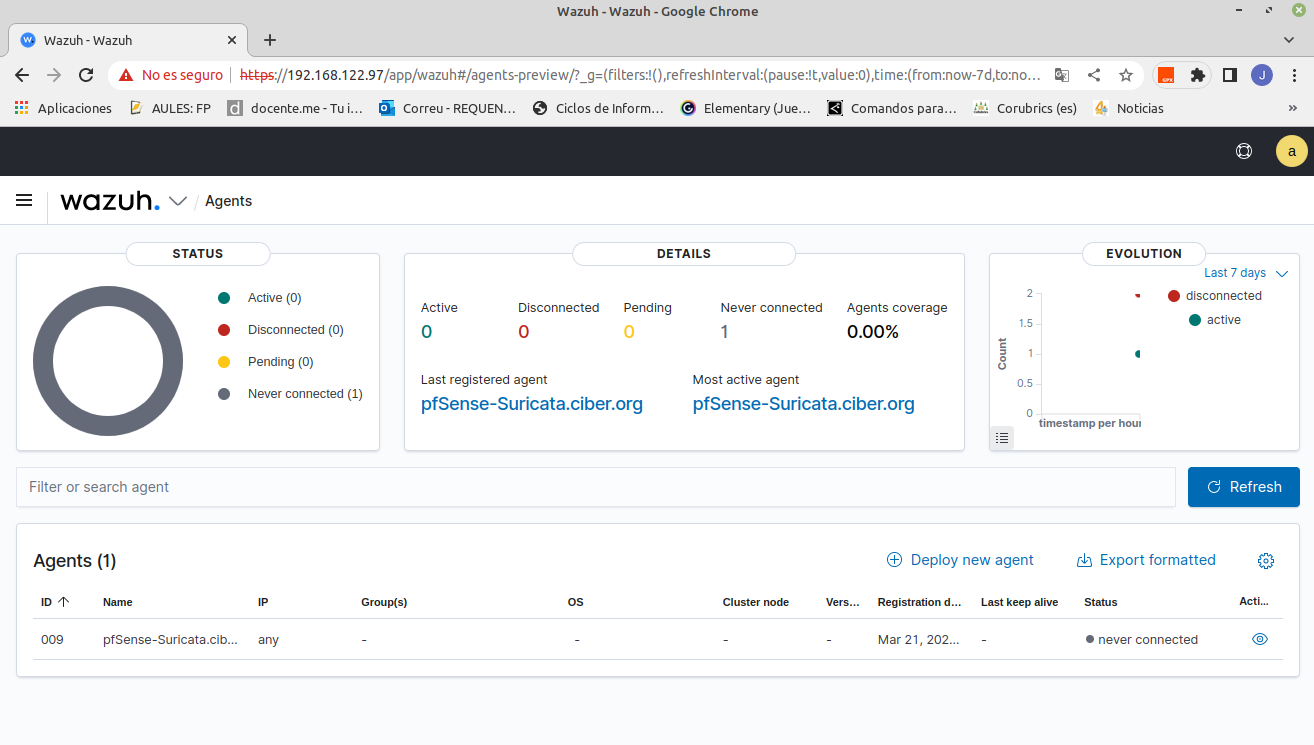 Wazuh - Wazuh - Google Chrome
Wazuh - Wazuh
No es seguro https://192.168.122.97/app/wazuh#/agents-preview/?_g=(filters:!(),refreshInterval:(pause:!t,value:0),time:(from:now-7d,to:no... J
Aplicaciones AULES: FP docente.me - Tu i... Correu - REQUEN... Ciclos de Inform... Elementary (Jue... Comandos para... Corubrics (es) Noticias »
a
wazuh. / Agents
STATUS
Active (0)
Disconnected (0)
Pending (0)
Never connected (1)
DETAILS
Active Disconnected Pending Never connected Agents coverage
0 0 0 1 0.00%
Last registered agent Most active agent
pfSense-Suricata.ciber.org pfSense-Suricata.ciber.org
EVOLUTION
Last 7 days
disconnected
active
Count
2
1.5
1
0.5
0
timestamp per hour
Filter or search agent Refresh
Agents (1) Deploy new agent Export formatted
ID Name IP Group(s) OS Cluster node Vers... Registration d... Last keep alive Status Acti...
009 pfSense-Suricata.cib... any - - - - Mar 21, 202... - never connected